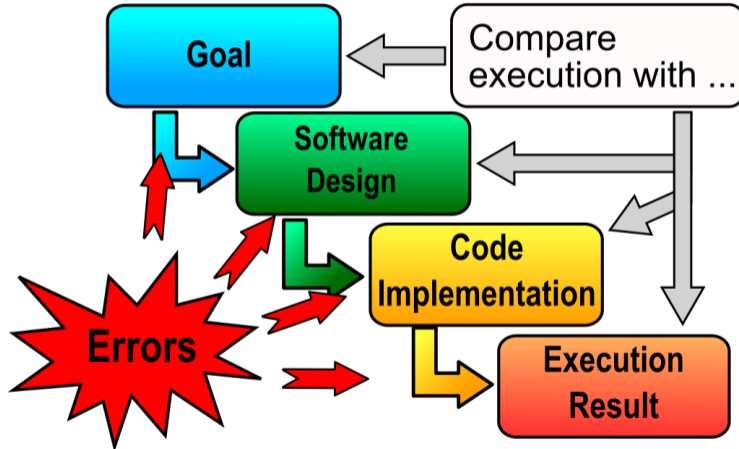 Goal
Compare
execution with ...
Software
Design
Code
Implementation
Errors
Execution
Result